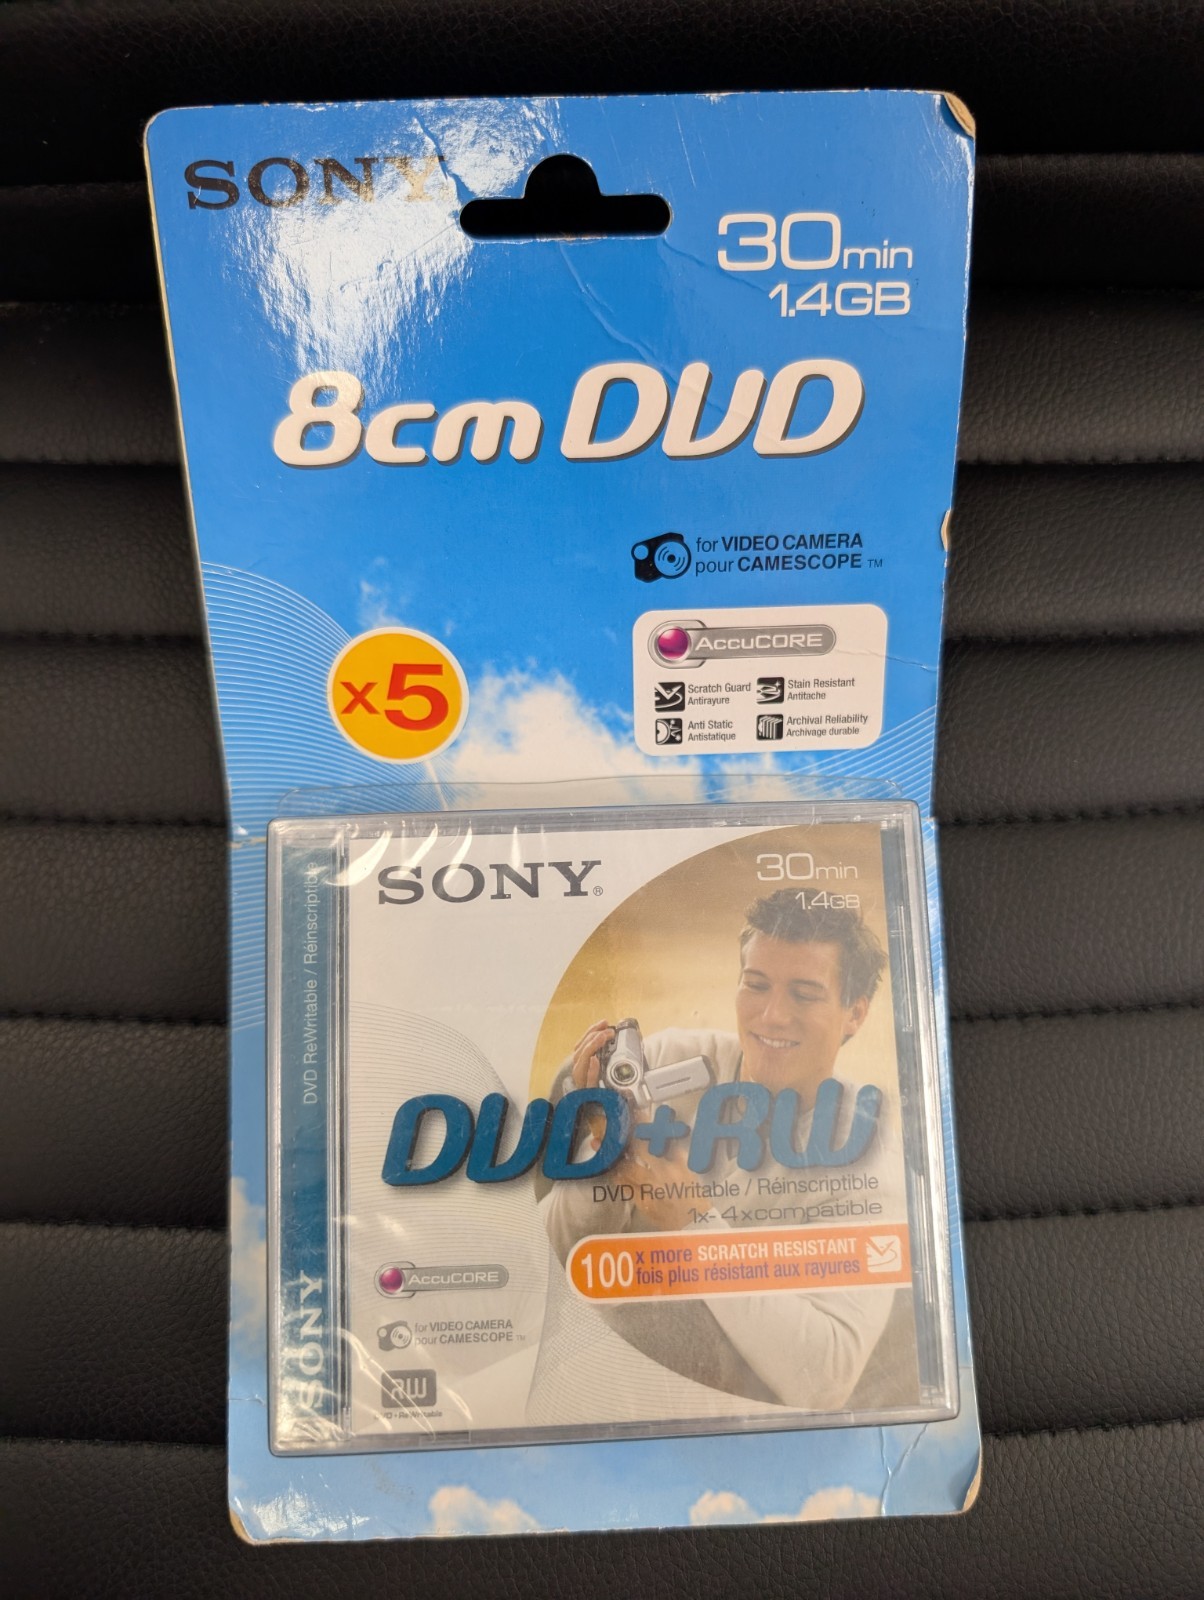 SONY
30min
1.4GB
8cm DVD
for VIDEO CAMERA
pour CAMESCOPE TM
AccuCORE
x5
Scratch Guard
Antirayure
Stain Resistant
Antitache
Anti Static
Antistatique
Archival Reliability
Archivage durable
SONY®
30min
1.4GB
DVD ReWritable / Réinscriptible
SONY
DVD+RW
DVD ReWritable / Réinscriptible
1x-4xcompatible
100 x more SCRATCH RESISTANT
fois plus résistant aux rayures
AccuCORE
for VIDEO CAMERA
pour CAMESCOPE TM
RW
DVD+ReWritable